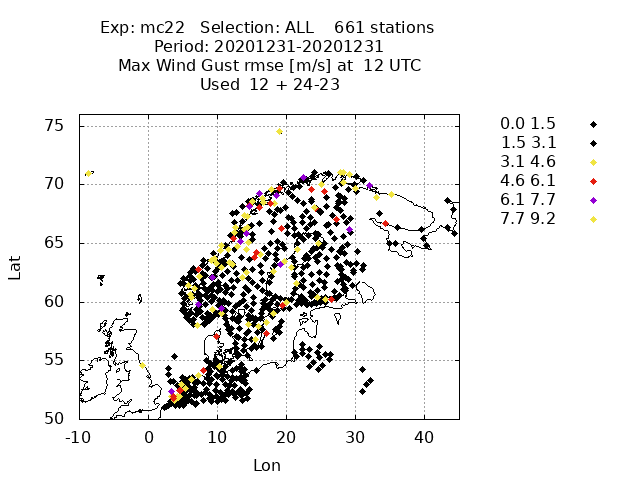 Exp: mc22   Selection: ALL    661 stations
Period: 20201231-20201231
Max Wind Gust rmse [m/s] at  12 UTC
Used  12 + 24-23
75
70
65
60
55
50
Lat
-10 0 10 20 30 40
Lon
0.0 1.5
1.5 3.1
3.1 4.6
4.6 6.1
6.1 7.7
7.7 9.2